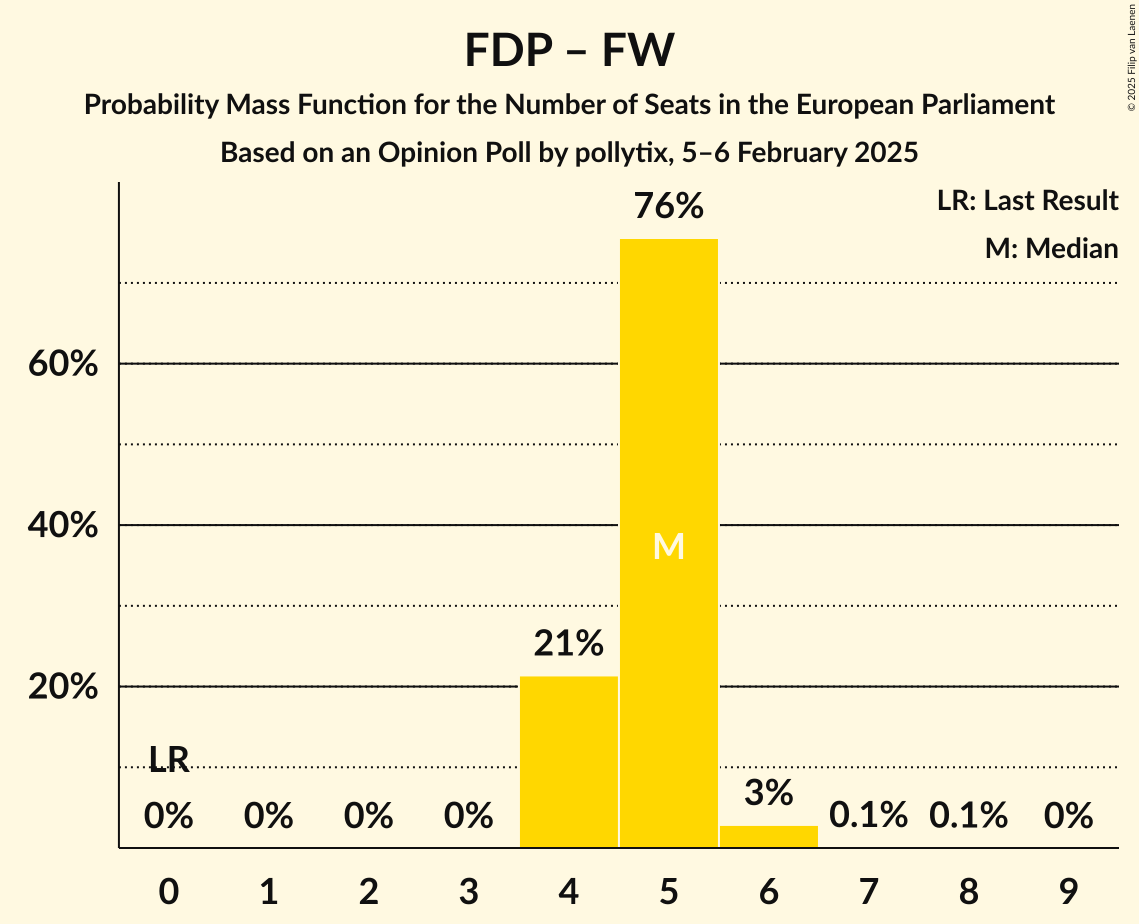 FDP – FW
Probability Mass Function for the Number of Seats in the European Parliament
Based on an Opinion Poll by pollytix, 5–6 February 2025
© 2025 Filip van Laenen
LR: Last Result
M: Median
76%
60%
40%
M
21%
20%
LR
0% 0% 0% 0% 3% 0.1% 0.1% 0%
0 1 2 3 4 5 6 7 8 9